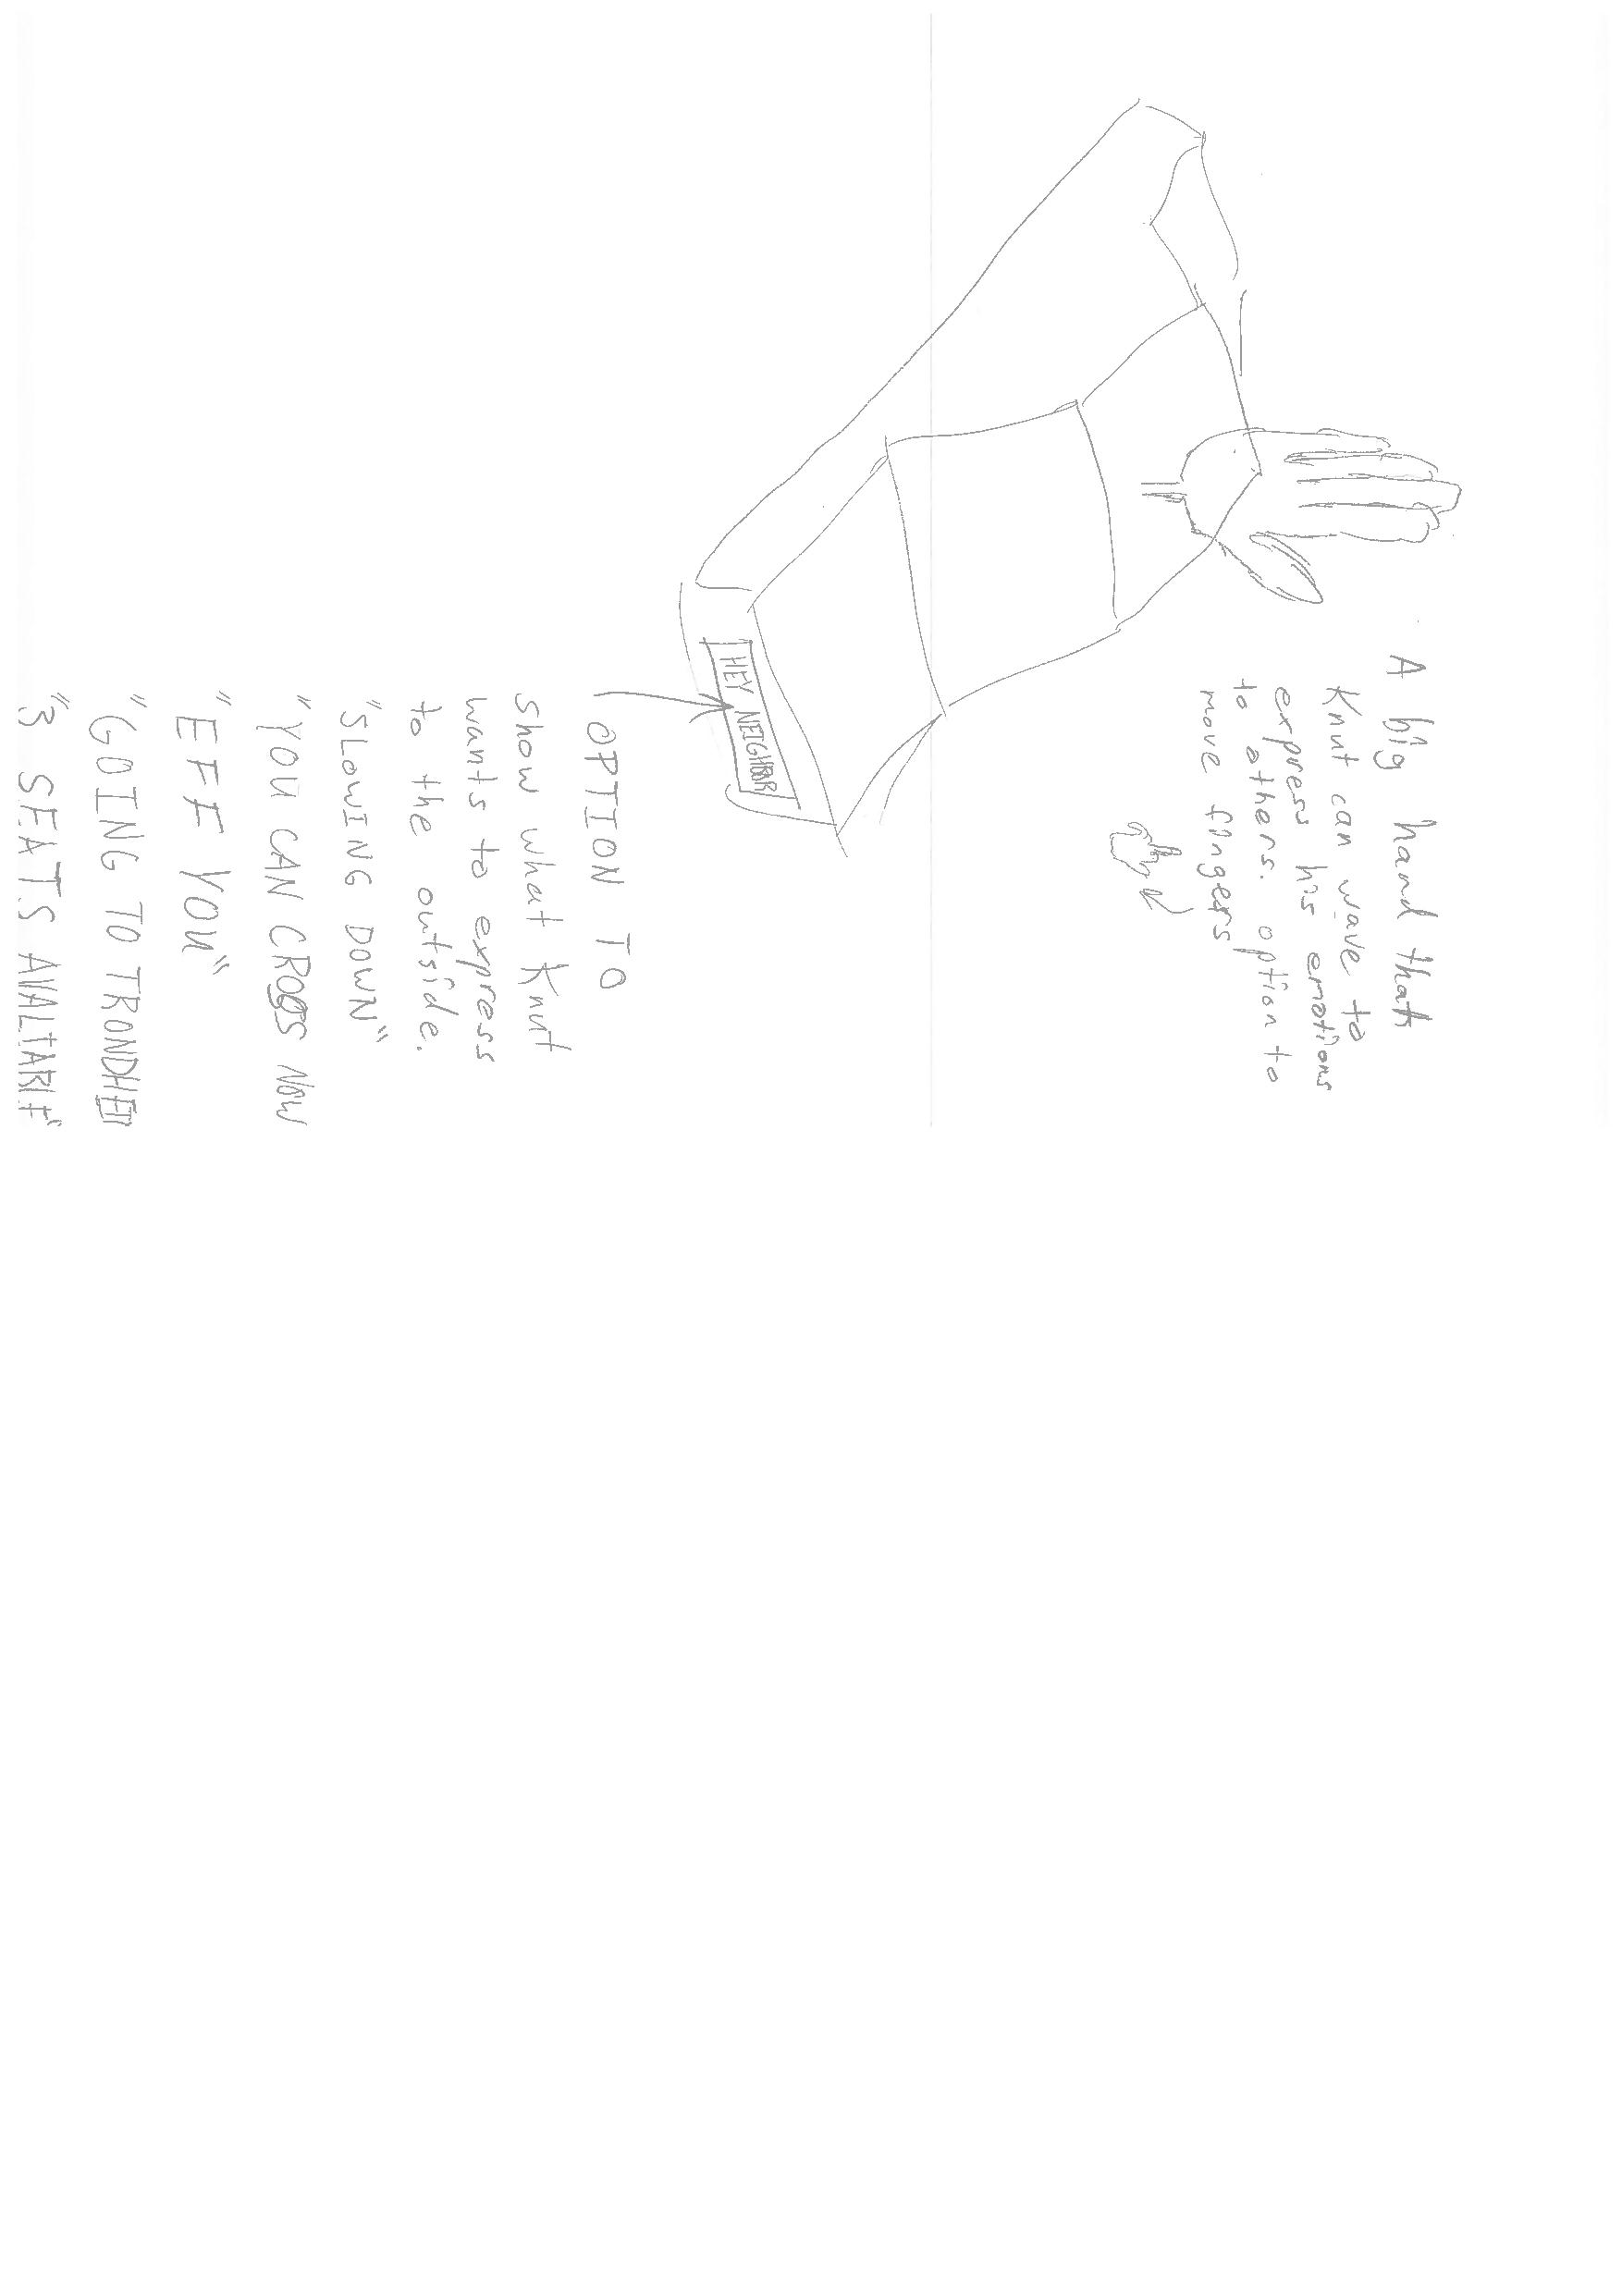 A big hand that
Knut can wave to
express his emotions
to others. option to
move fingers
HEY NEIGHBOR
OPTION TO
show what Knut
wants to express
to the outside.
"SLOWING DOWN"
"YOU CAN CROSS NOW
"EFF YOU"
"GOING TO TRONDHEI
"3 SEATS AVALIABLE"